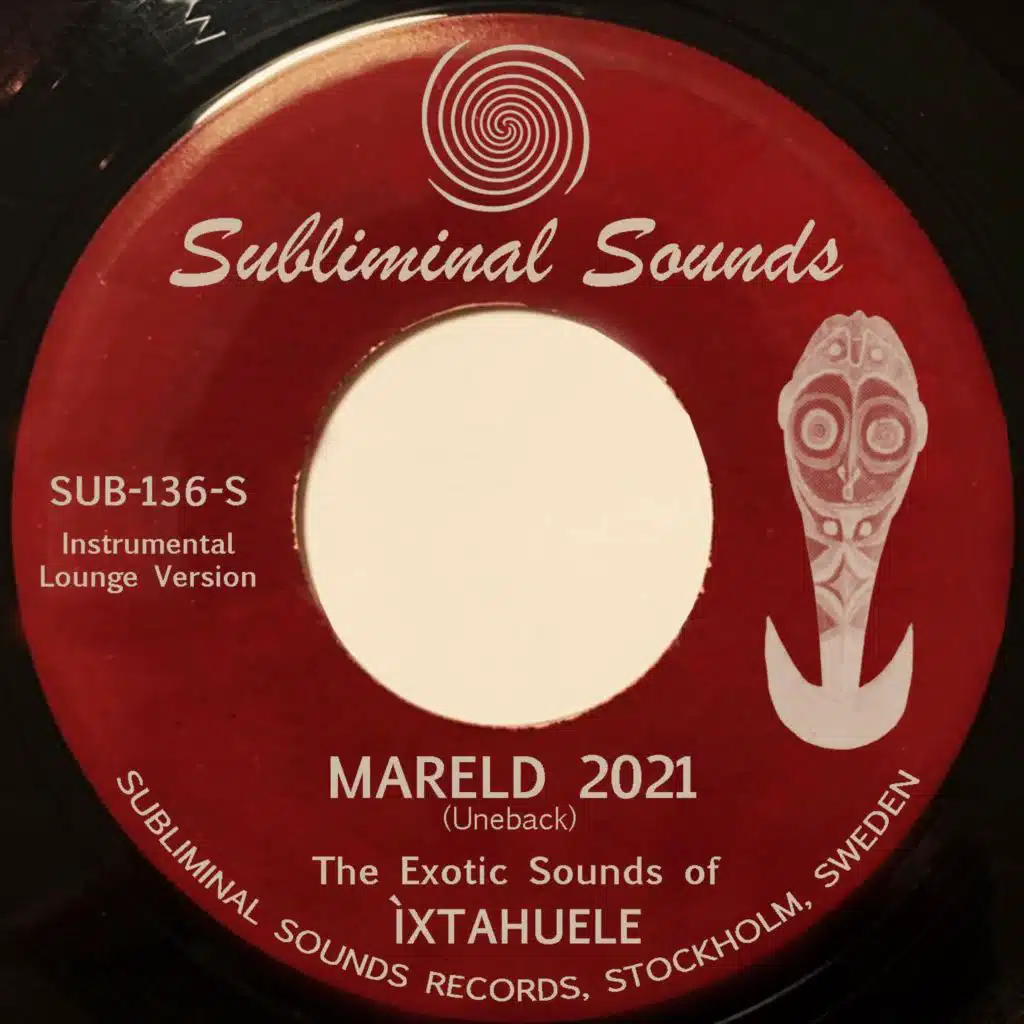 Subliminal Sounds
SUB-136-S
Instrumental
Lounge Version
MARELD 2021
(Uneback)
The Exotic Sounds of
ÌXTAHUELE
SUBLIMINAL SOUNDS RECORDS, STOCKHOLM, SWEDEN